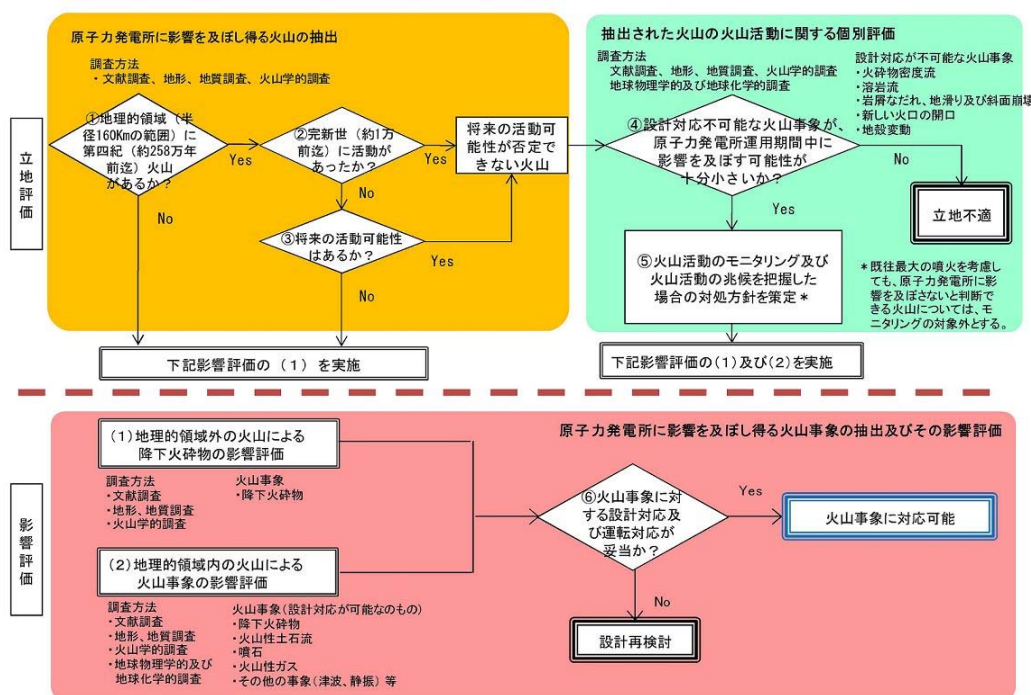 原子力発電所に影響を及ぼし得る火山の抽出
調査方法
・文献調査、地形、地質調査、火山学的調査
①地理的領域(半
径160Kmの範囲)に
第四紀(約258万年
前迄)火山
があるか?
Yes
No
②完新世(約1万
前迄)に活動が
あったか?
Yes
No
③将来の活動可能性
はあるか?
Yes
No
将来の活動可
能性が否定で
きない火山
下記影響評価の(1)を実施
抽出された火山の火山活動に関する個別評価
調査方法
文献調査、地形、地質調査、火山学的調査
地球物理学的及び地球化学的調査
設計対応が不可能な火山事象
・火砕物密度流
・溶岩流
・岩屑なだれ、地滑り及び斜面崩壊
・新しい火口の開口
・地殻変動
④設計対応不可能な火山事象が、
原子力発電所運用期間中に
影響を及ぼす可能性が
十分小さいか?
No
Yes
立地不適
⑤火山活動のモニタリング及び
火山活動の兆候を把握した
場合の対処方針を策定*
*既往最大の噴火を考慮し
ても、原子力発電所に影
響を及ぼさないと判断で
きる火山については、モ
ニタリングの対象外とする。
下記影響評価の(1)及び(2)を実施
立地評価
影響評価
原子力発電所に影響を及ぼし得る火山事象の抽出及びその影響評価
(1)地理的領域外の火山による
降下火砕物の影響評価
調査方法
・文献調査
・地形、地質調査
・火山学的調査
火山事象
・降下火砕物
(2)地理的領域内の火山による
火山事象の影響評価
調査方法
・文献調査
・地形、地質調査
・火山学的調査
・地球物理学的及び
地球化学的調査
火山事象(設計対応が可能なのもの)
・降下火砕物
・火山性土石流
・噴石
・火山性ガス
・その他の事象(津波、静振)等
⑥火山事象に対
する設計対応及
び運転対応が
妥当か?
Yes
火山事象に対応可能
No
設計再検討